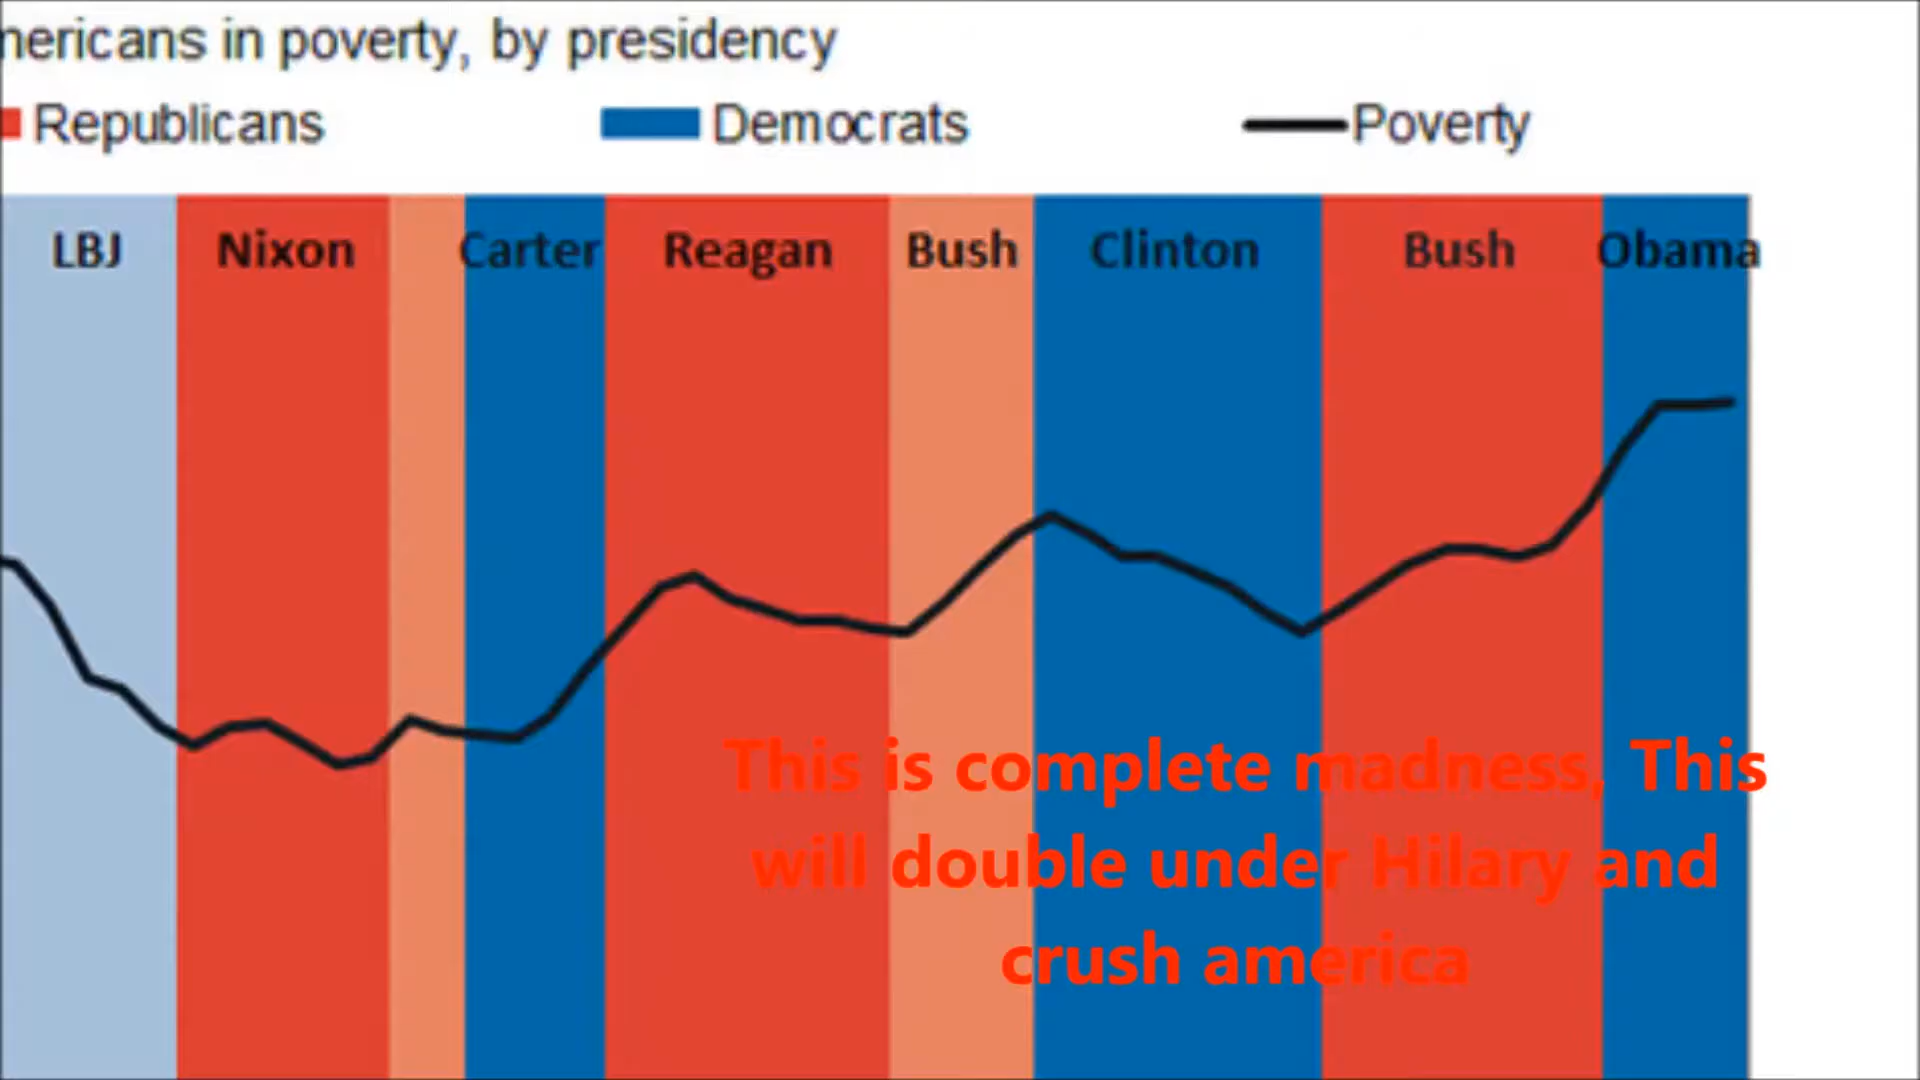 nericans in poverty, by presidency
Republicans Democrats Poverty
LBJ Nixon Carter Reagan Bush Clinton Bush Obama
This is complete madness, This
will double under Hilary and
crush america